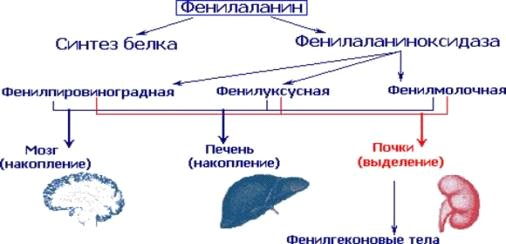 Фенилаланин
Синтез белка
Фенилаланиноксидаза
Фенилпировиноградная Фенилуксусная Фенилмолочная
Мозг Печень Почки
(накопление) (накопление) (выделение)
Фенилгеконовые тела